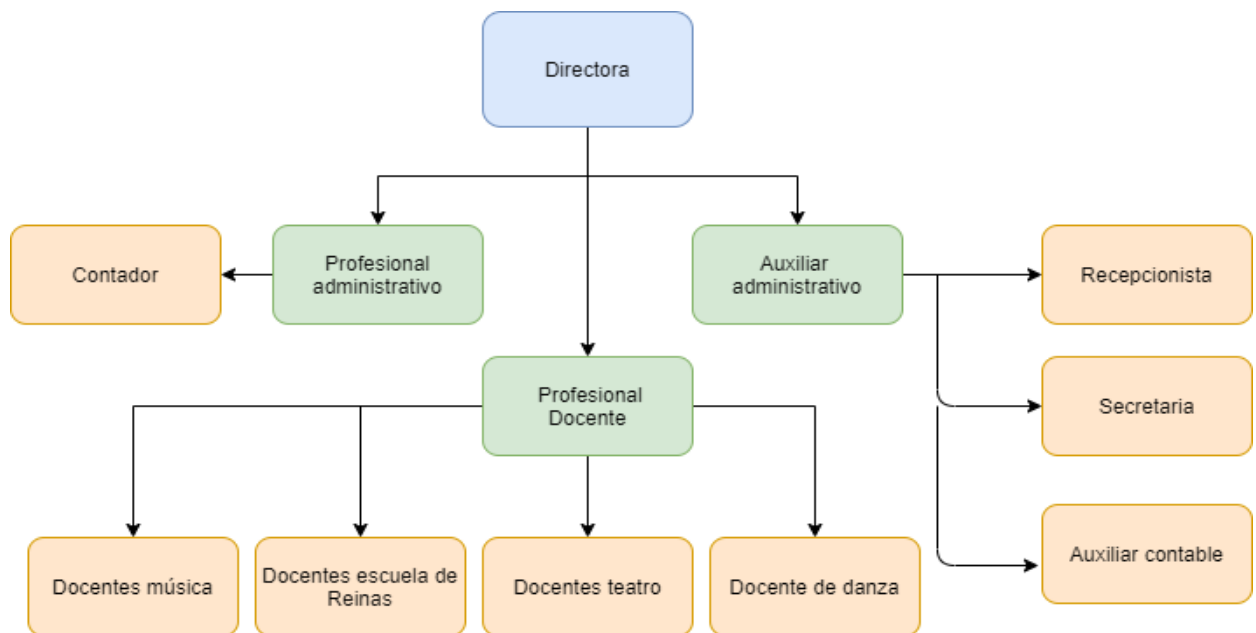 Directora
Contador
Profesional
administrativo
Auxiliar
administrativo
Recepcionista
Profesional
Docente
Secretaria
Docentes música
Docentes escuela de
Reinas
Docentes teatro
Docente de danza
Auxiliar contable